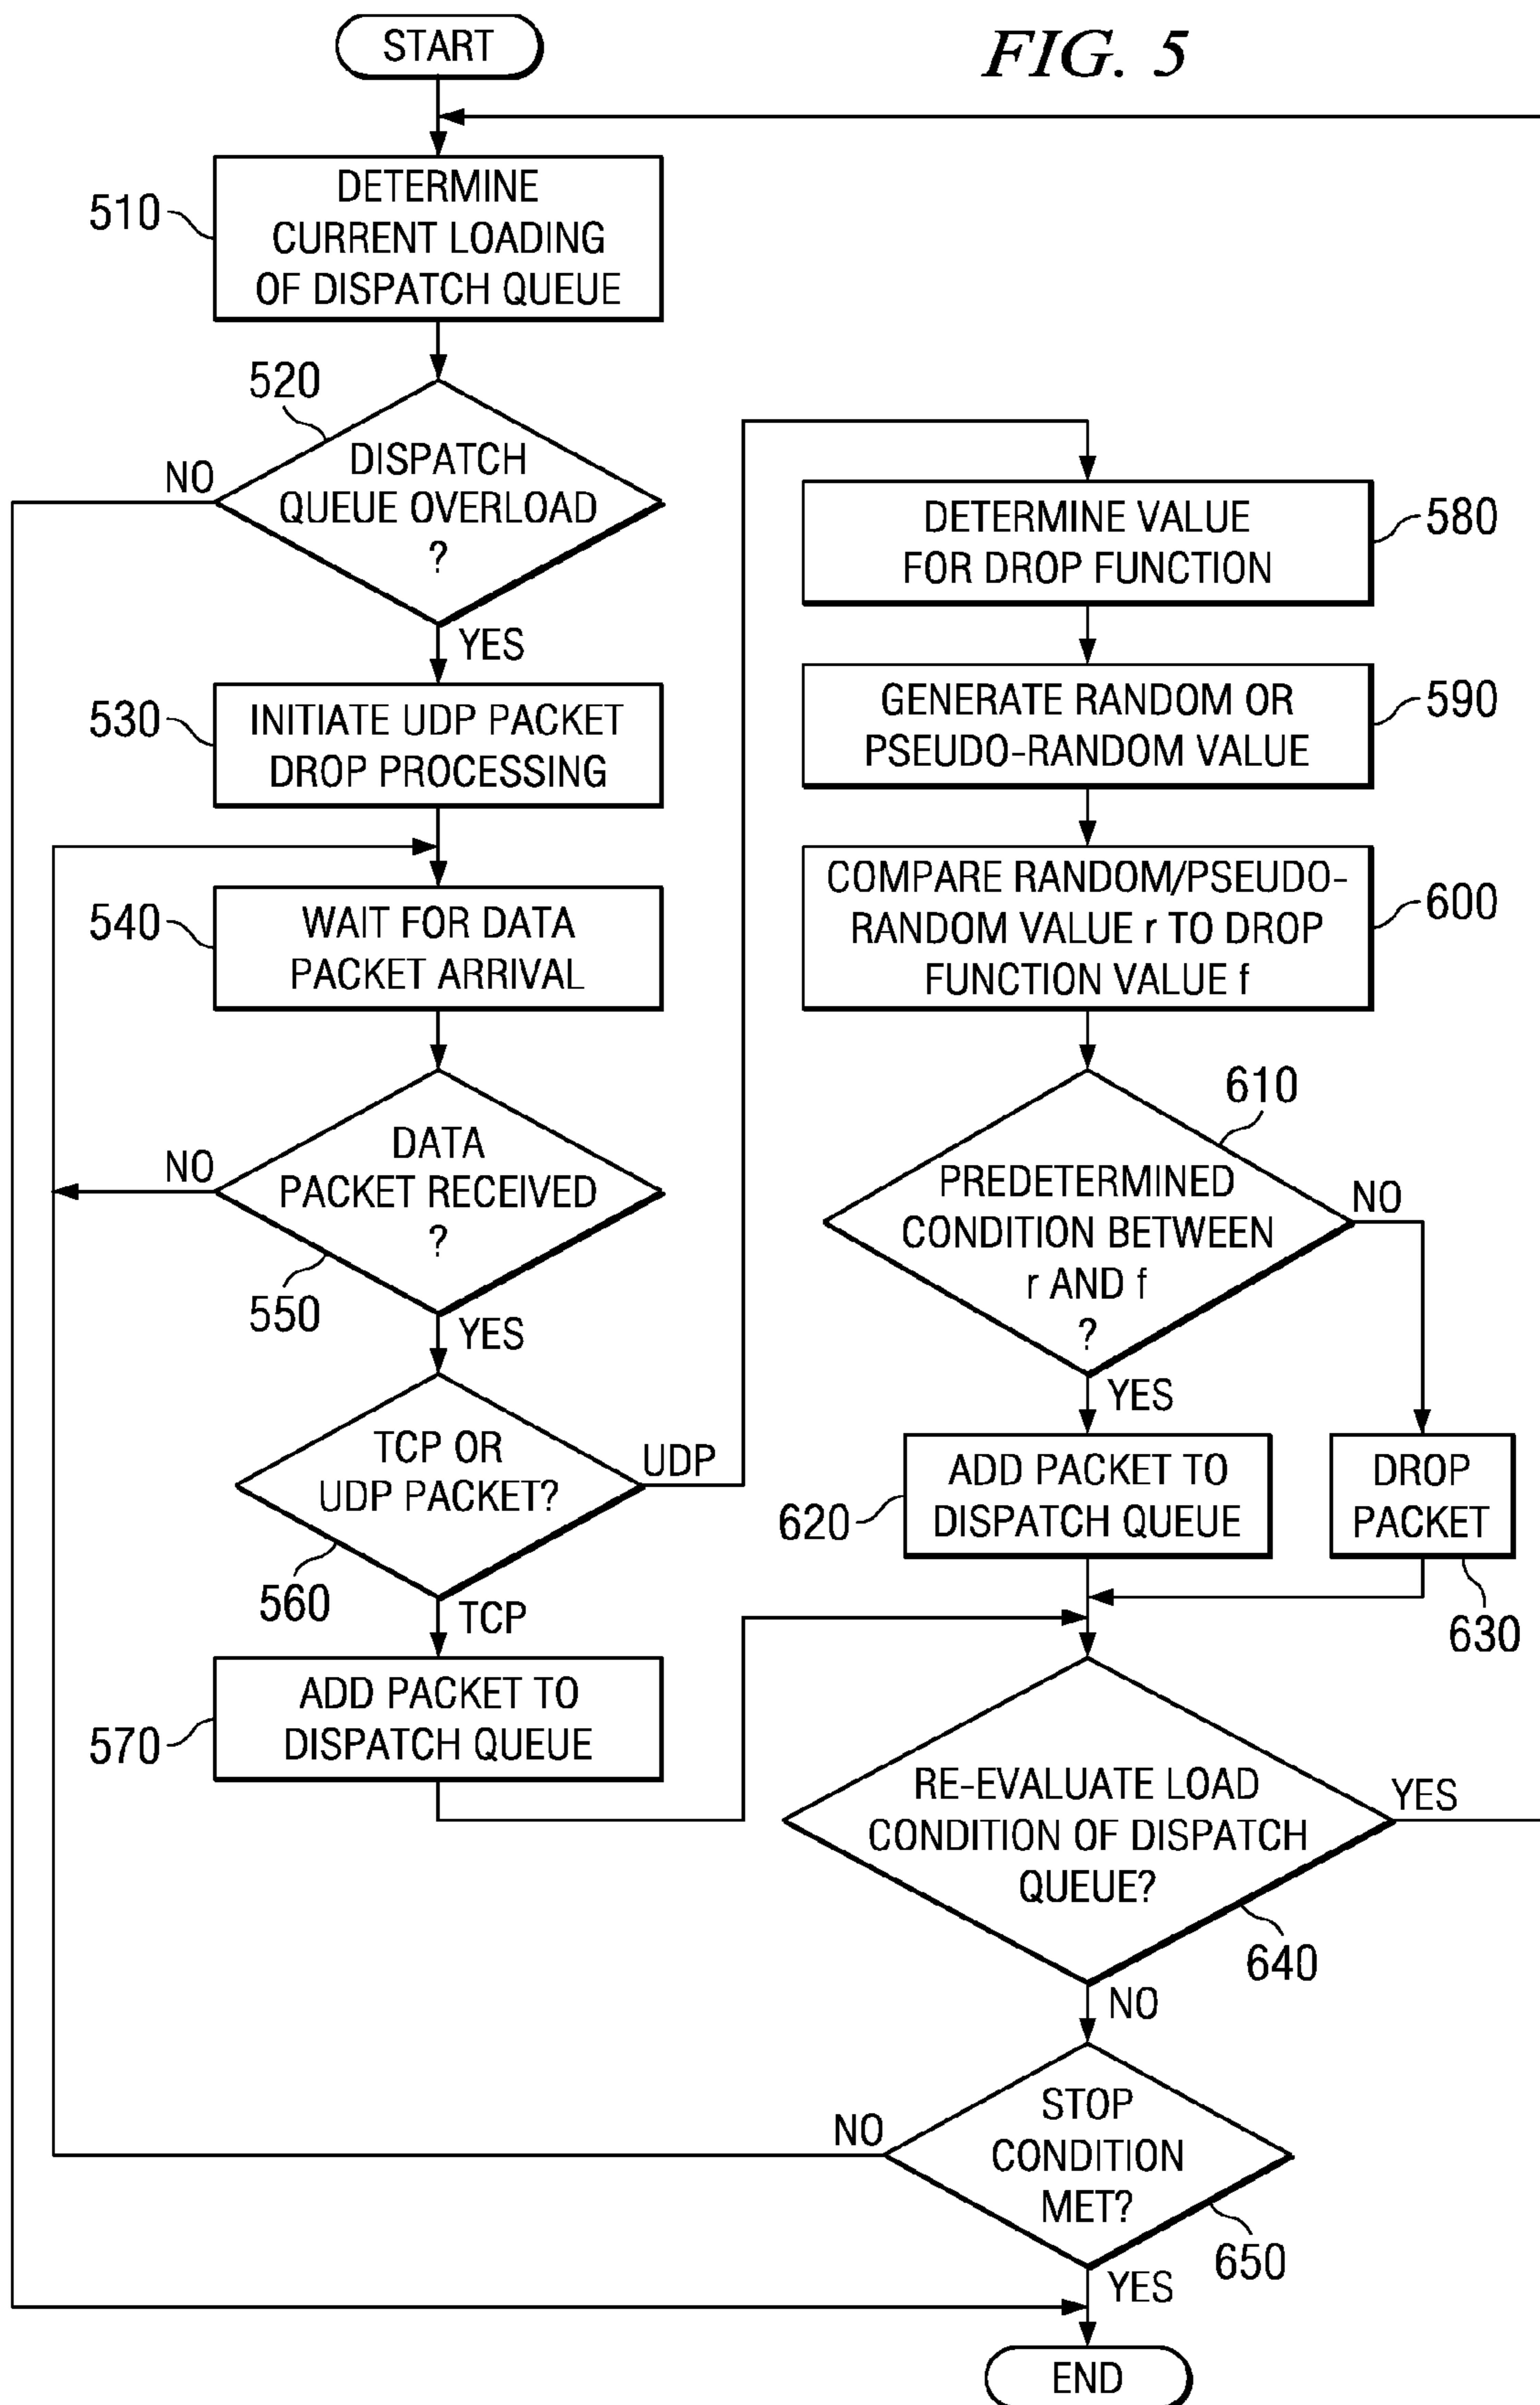 FIG. 5
START
510
DETERMINE
CURRENT LOADING
OF DISPATCH QUEUE
520
DISPATCH
QUEUE OVERLOAD
?
NO
YES
530
INITIATE UDP PACKET
DROP PROCESSING
540
WAIT FOR DATA
PACKET ARRIVAL
DATA
PACKET RECEIVED
?
NO
550
YES
TCP OR
UDP PACKET?
UDP
560
TCP
570
ADD PACKET TO
DISPATCH QUEUE
DETERMINE VALUE
FOR DROP FUNCTION
580
GENERATE RANDOM OR
PSEUDO-RANDOM VALUE
590
COMPARE RANDOM/PSEUDO-
RANDOM VALUE r TO DROP
FUNCTION VALUE f
600
610
PREDETERMINED
CONDITION BETWEEN
r AND f
?
NO
YES
620
ADD PACKET TO
DISPATCH QUEUE
DROP
PACKET
630
RE-EVALUATE LOAD
CONDITION OF DISPATCH
QUEUE?
YES
640
NO
STOP
CONDITION
MET?
NO
650
YES
END